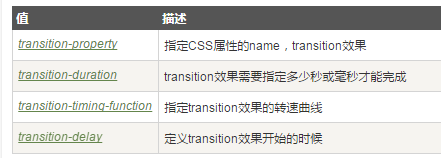 值 描述
transition-property 指定CSS属性的name，transition效果
transition-duration transition效果需要指定多少秒或毫秒才能完成
transition-timing-function 指定transition效果的转速曲线
transition-delay 定义transition效果开始的时候